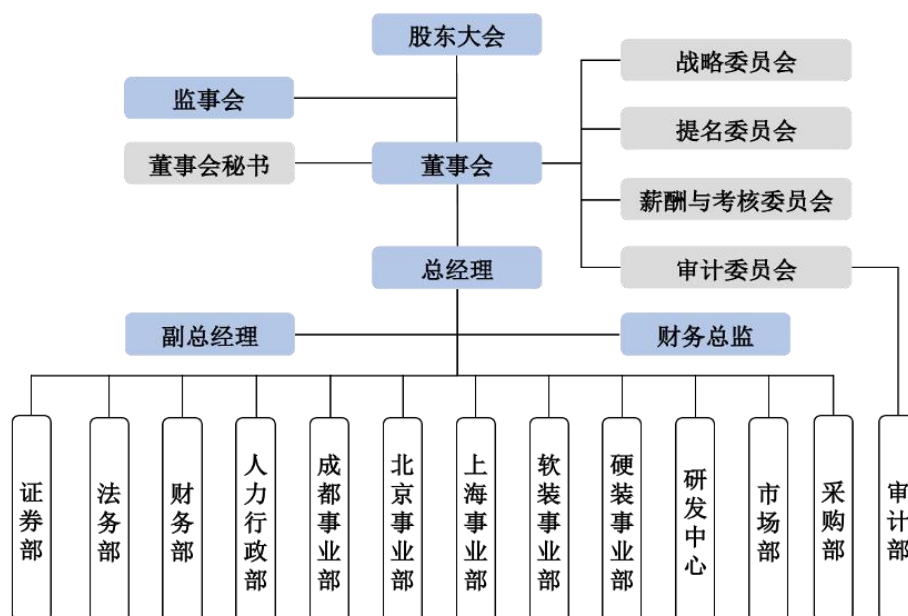 股东大会
战略委员会
监事会
提名委员会
董事会秘书
董事会
薪酬与考核委员会
总经理
审计委员会
副总经理
财务总监
证券部
法务部
财务部
人力行政部
成都事业部
北京事业部
上海事业部
软装事业部
硬装事业部
研发中心
市场部
采购部
审计部